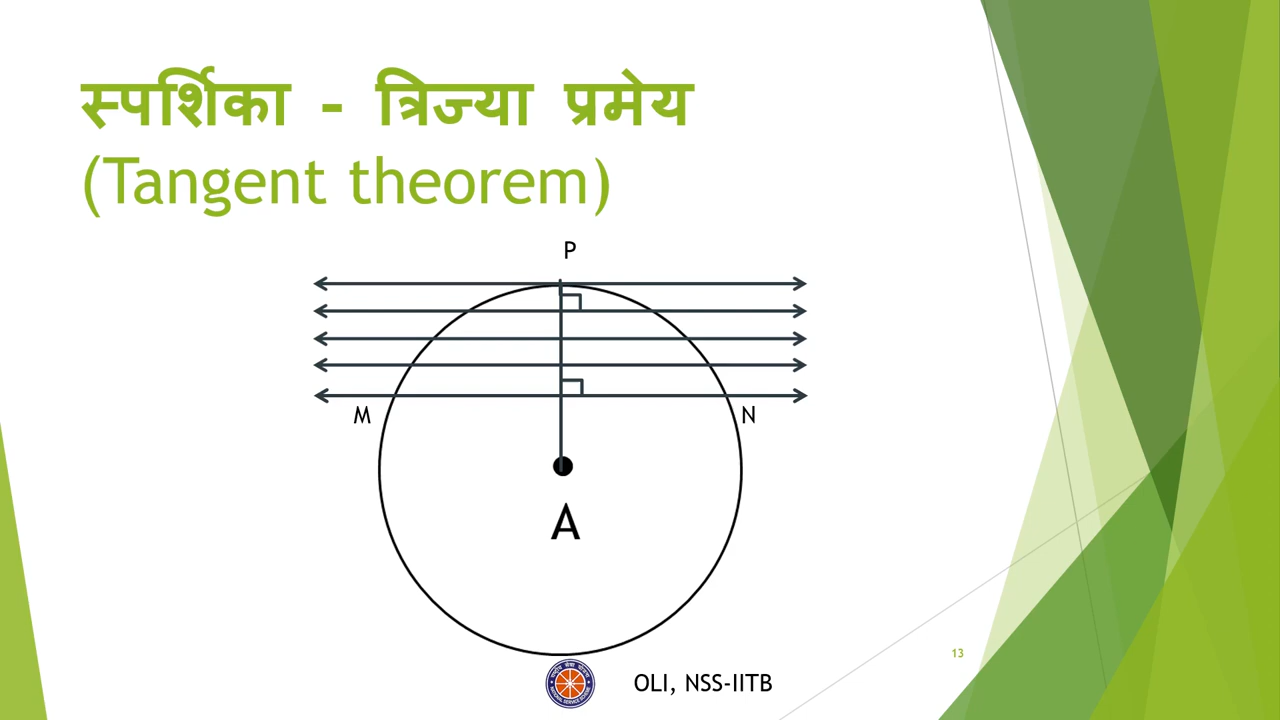 स्पर्शिका - त्रिज्या प्रमेय
(Tangent theorem)
P
M
N
A
13
OLI, NSS-IITB